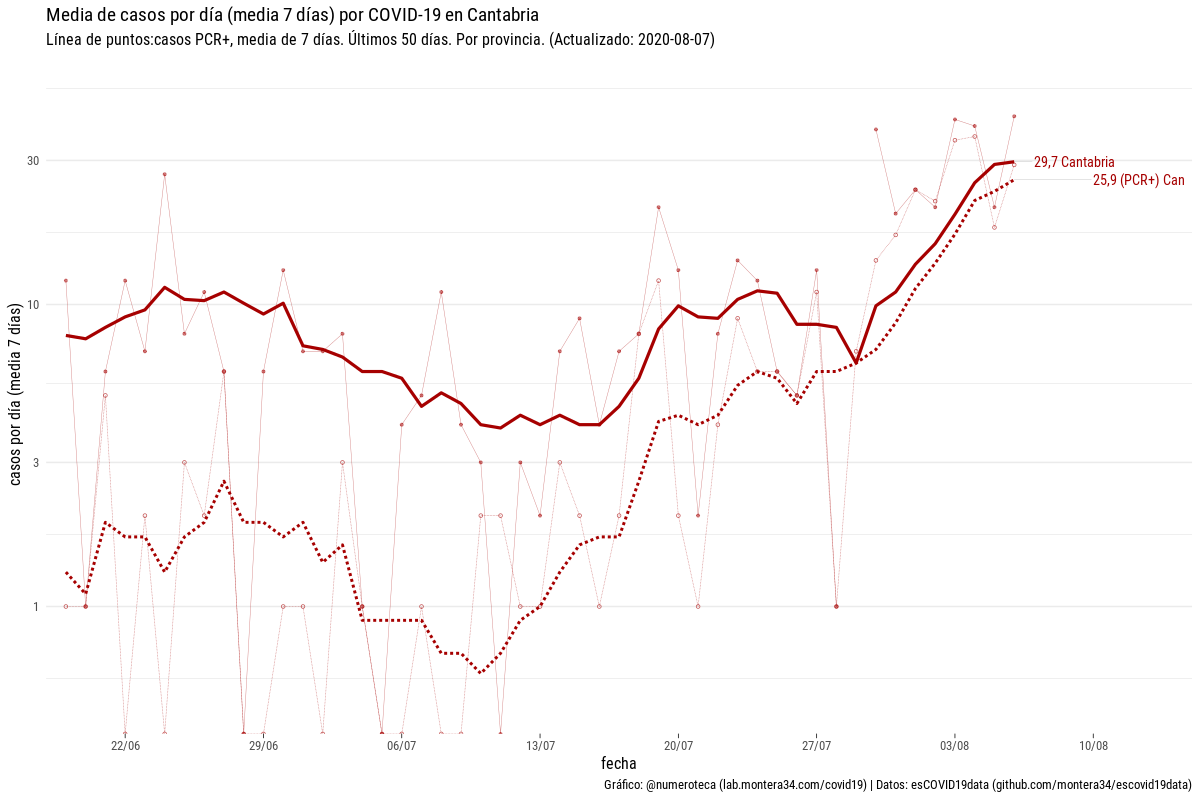 Media de casos por día (media 7 días) por COVID-19 en Cantabria
Línea de puntos:casos PCR+, media de 7 días. Últimos 50 días. Por provincia. (Actualizado: 2020-08-07)
casos por día (media 7 días)
30
10
3
1
29,7 Cantabria
25,9 (PCR+) Can
22/06
29/06
06/07
13/07
20/07
27/07
03/08
10/08
fecha
Gráfico: @numeroteca (lab.montera34.com/covid19) | Datos: esCOVID19data (github.com/montera34/escovid19data)